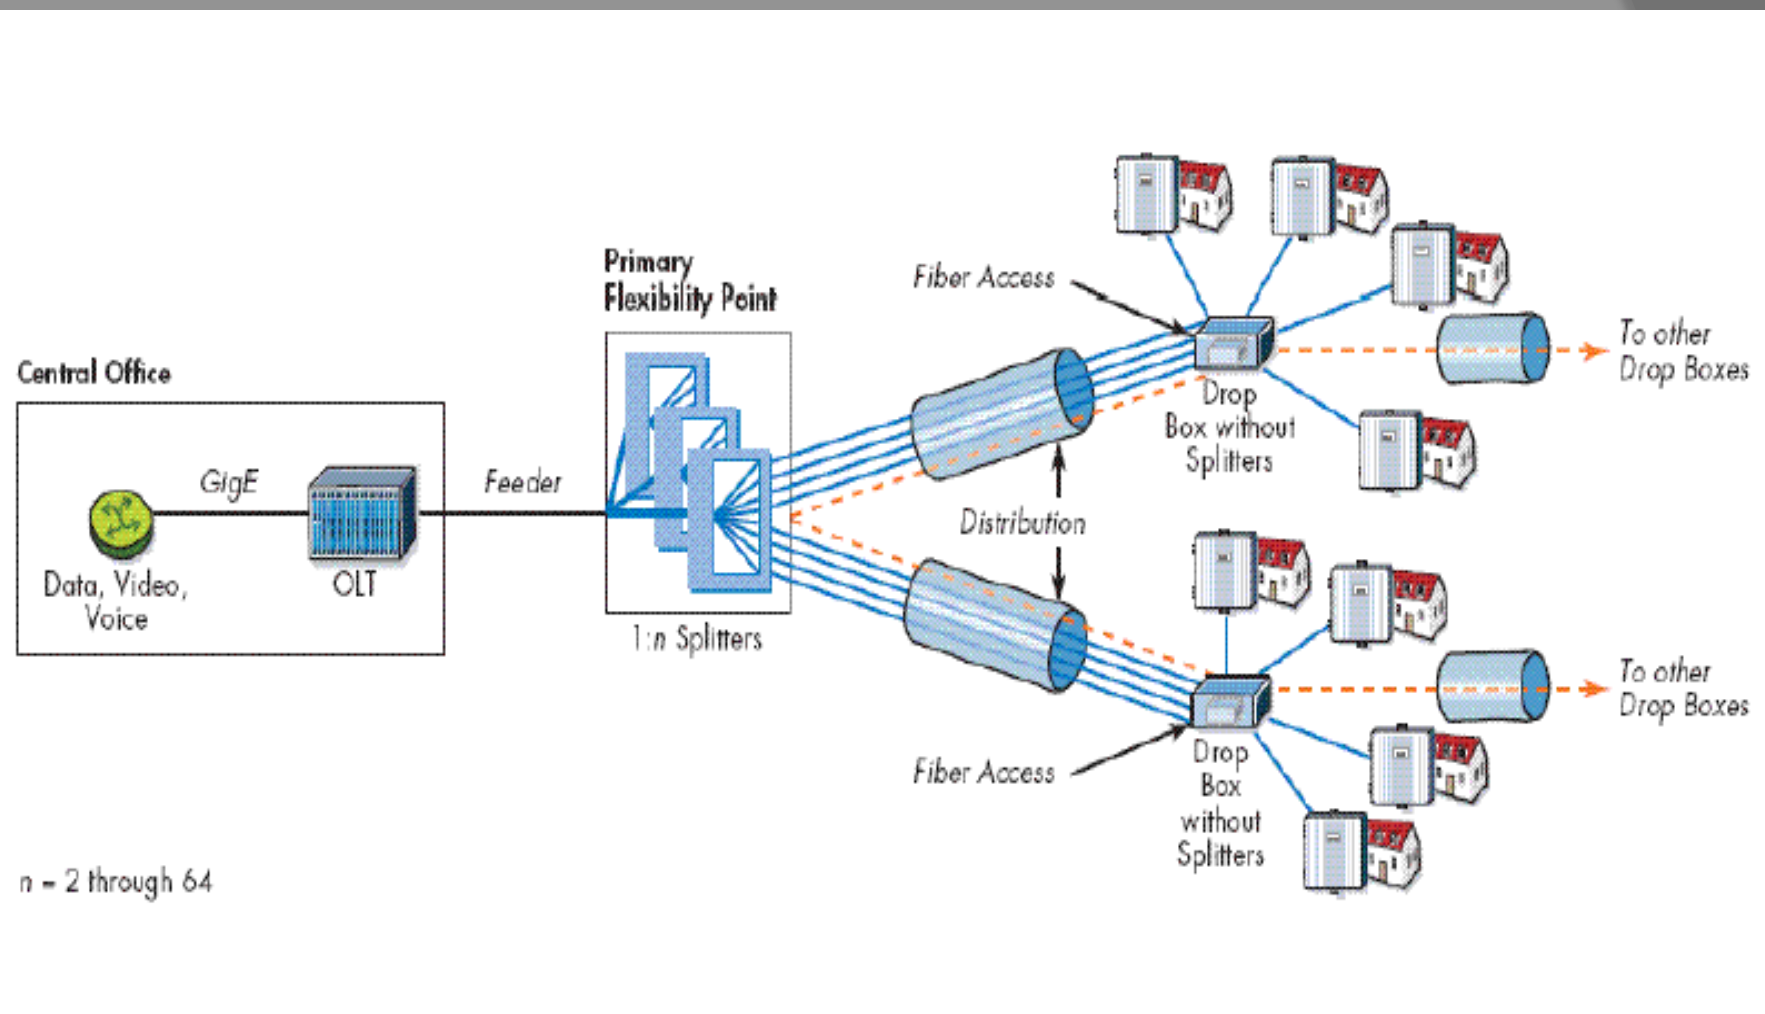 Central Office
GigE
Data, Video,
Voice
OLT
Feeder
Primary
Flexibility Point
1:n Splitters
Fiber Access
Drop
Box without
Splitters
To other
Drop Boxes
Distribution
Fiber Access
Drop
Box
without
Splitters
To other
Drop Boxes
n = 2 through 64